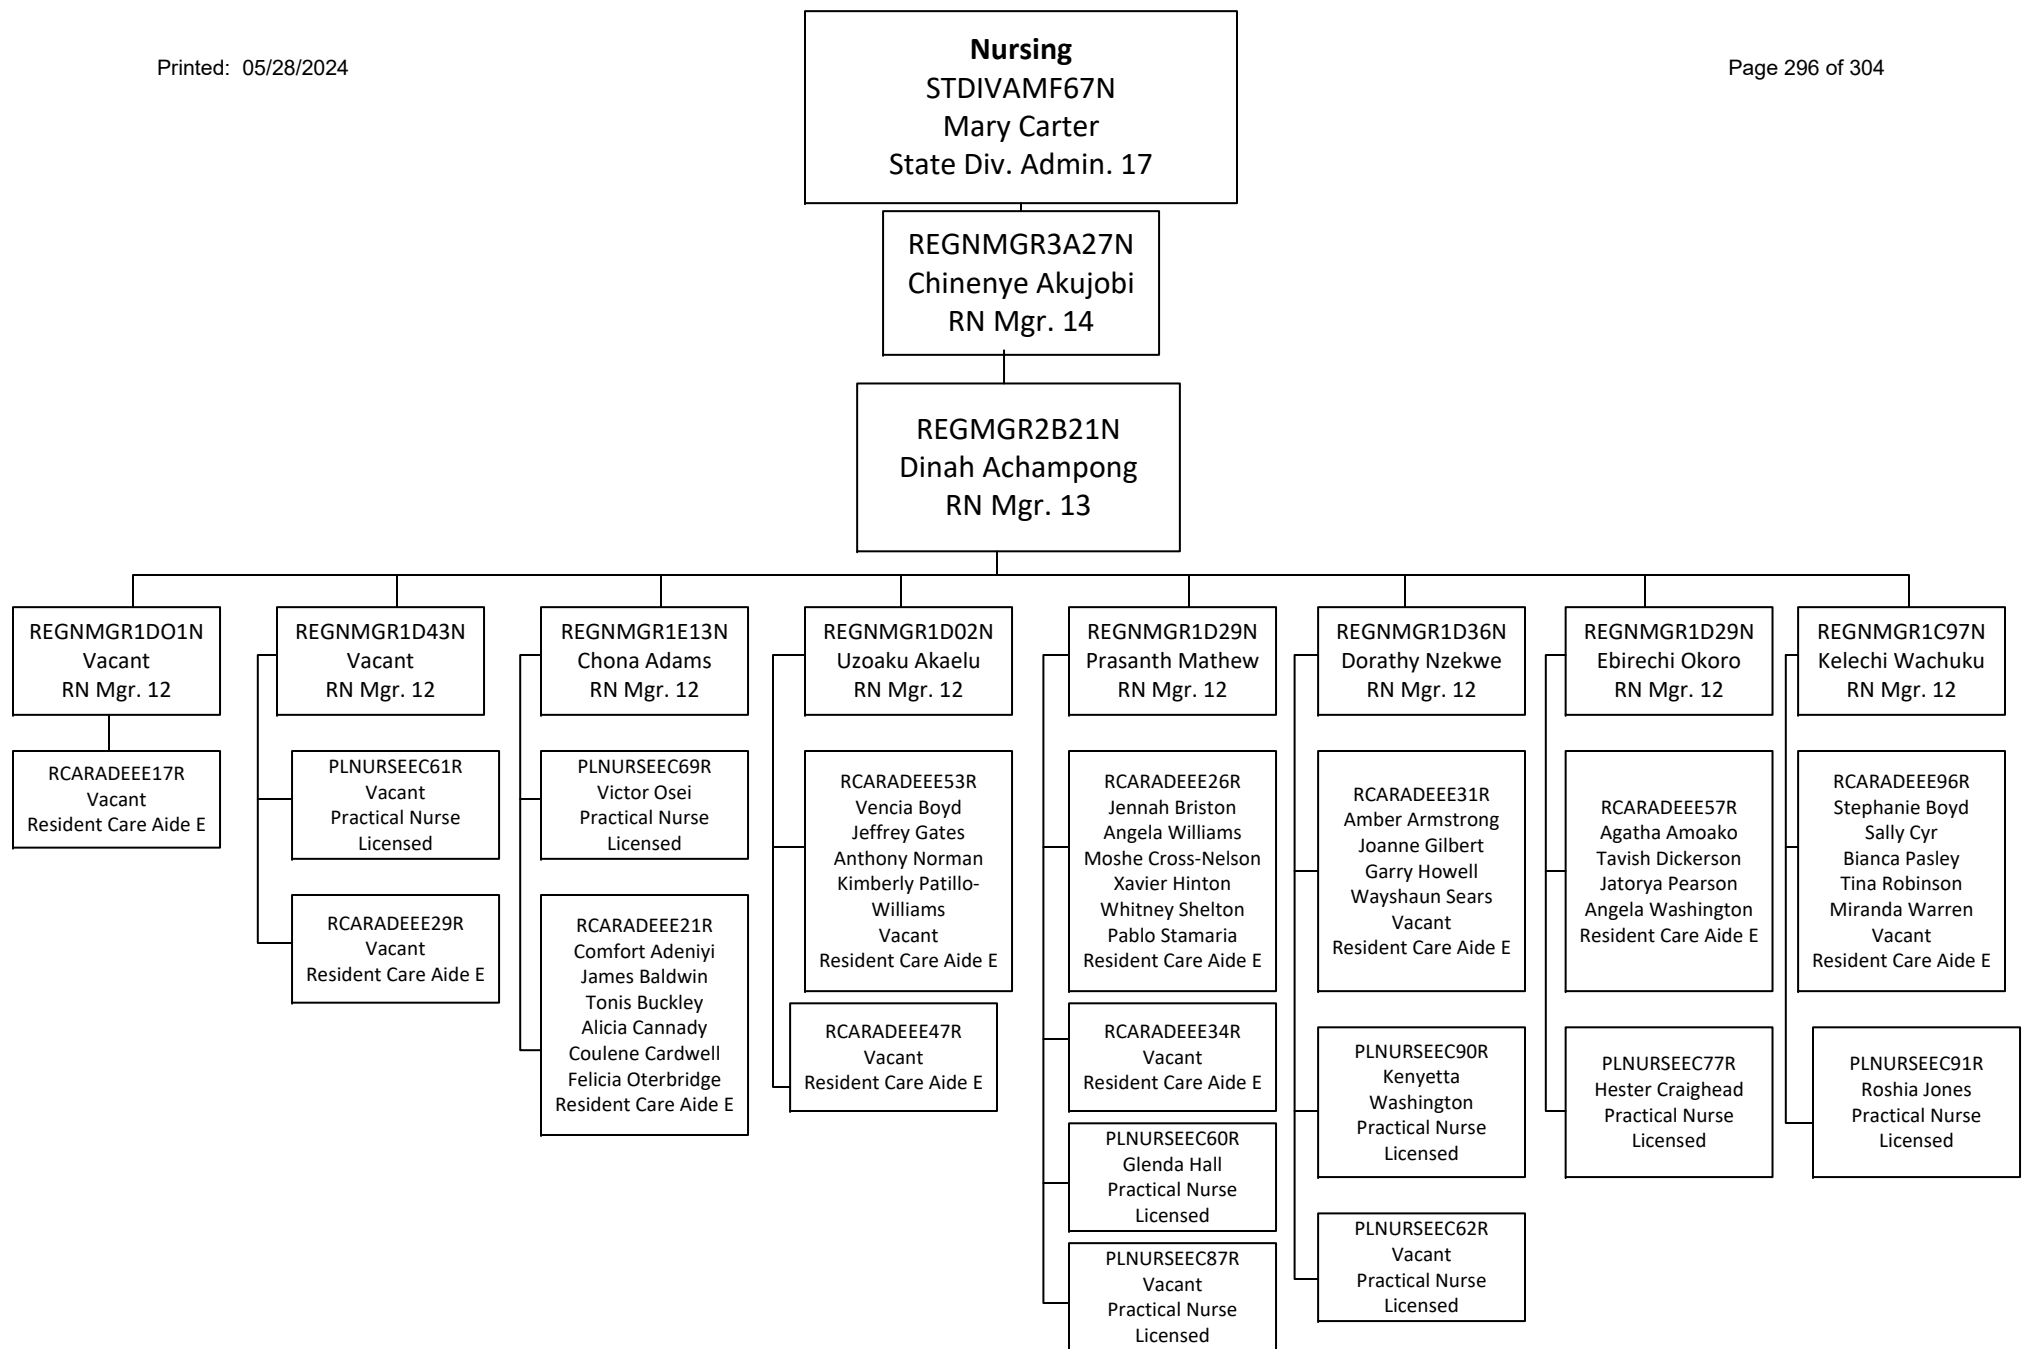 Printed: 05/28/2024
Page 296 of 304
Nursing
STDIVAMF67N
Mary Carter
State Div. Admin. 17
REGNMGR3A27N
Chinenye Akujobi
RN Mgr. 14
REGMGR2B21N
Dinah Achampong
RN Mgr. 13
REGNMGR1DO1N
Vacant
RN Mgr. 12
RCARADEEE17R
Vacant
Resident Care Aide E
REGNMGR1D43N
Vacant
RN Mgr. 12
PLNURSEEC61R
Vacant
Practical Nurse
Licensed
RCARADEEE29R
Vacant
Resident Care Aide E
REGNMGR1E13N
Chona Adams
RN Mgr. 12
PLNURSEEC69R
Victor Osei
Practical Nurse
Licensed
RCARADEEE21R
Comfort Adeniyi
James Baldwin
Tonis Buckley
Alicia Cannady
Coulene Cardwell
Felicia Oterbridge
Resident Care Aide E
REGNMGR1D02N
Uzoaku Akaelu
RN Mgr. 12
RCARADEEE53R
Vencia Boyd
Jeffrey Gates
Anthony Norman
Kimberly Patillo-
Williams
Vacant
Resident Care Aide E
RCARADEEE47R
Vacant
Resident Care Aide E
REGNMGR1D29N
Prasanth Mathew
RN Mgr. 12
RCARADEEE26R
Jennah Briston
Angela Williams
Moshe Cross-Nelson
Xavier Hinton
Whitney Shelton
Pablo Stamaria
Resident Care Aide E
RCARADEEE34R
Vacant
Resident Care Aide E
PLNURSEEC60R
Glenda Hall
Practical Nurse
Licensed
PLNURSEEC87R
Vacant
Practical Nurse
Licensed
REGNMGR1D36N
Dorathy Nzekwe
RN Mgr. 12
RCARADEEE31R
Amber Armstrong
Joanne Gilbert
Garry Howell
Wayshaun Sears
Vacant
Resident Care Aide E
PLNURSEEC90R
Kenyetta
Washington
Practical Nurse
Licensed
PLNURSEEC62R
Vacant
Practical Nurse
Licensed
REGNMGR1D29N
Ebirechi Okoro
RN Mgr. 12
RCARADEEE57R
Agatha Amoako
Tavish Dickerson
Jatorya Pearson
Angela Washington
Resident Care Aide E
PLNURSEEC77R
Hester Craighead
Practical Nurse
Licensed
REGNMGR1C97N
Kelechi Wachuku
RN Mgr. 12
RCARADEEE96R
Stephanie Boyd
Sally Cyr
Bianca Pasley
Tina Robinson
Miranda Warren
Vacant
Resident Care Aide E
PLNURSEEC91R
Roshia Jones
Practical Nurse
Licensed